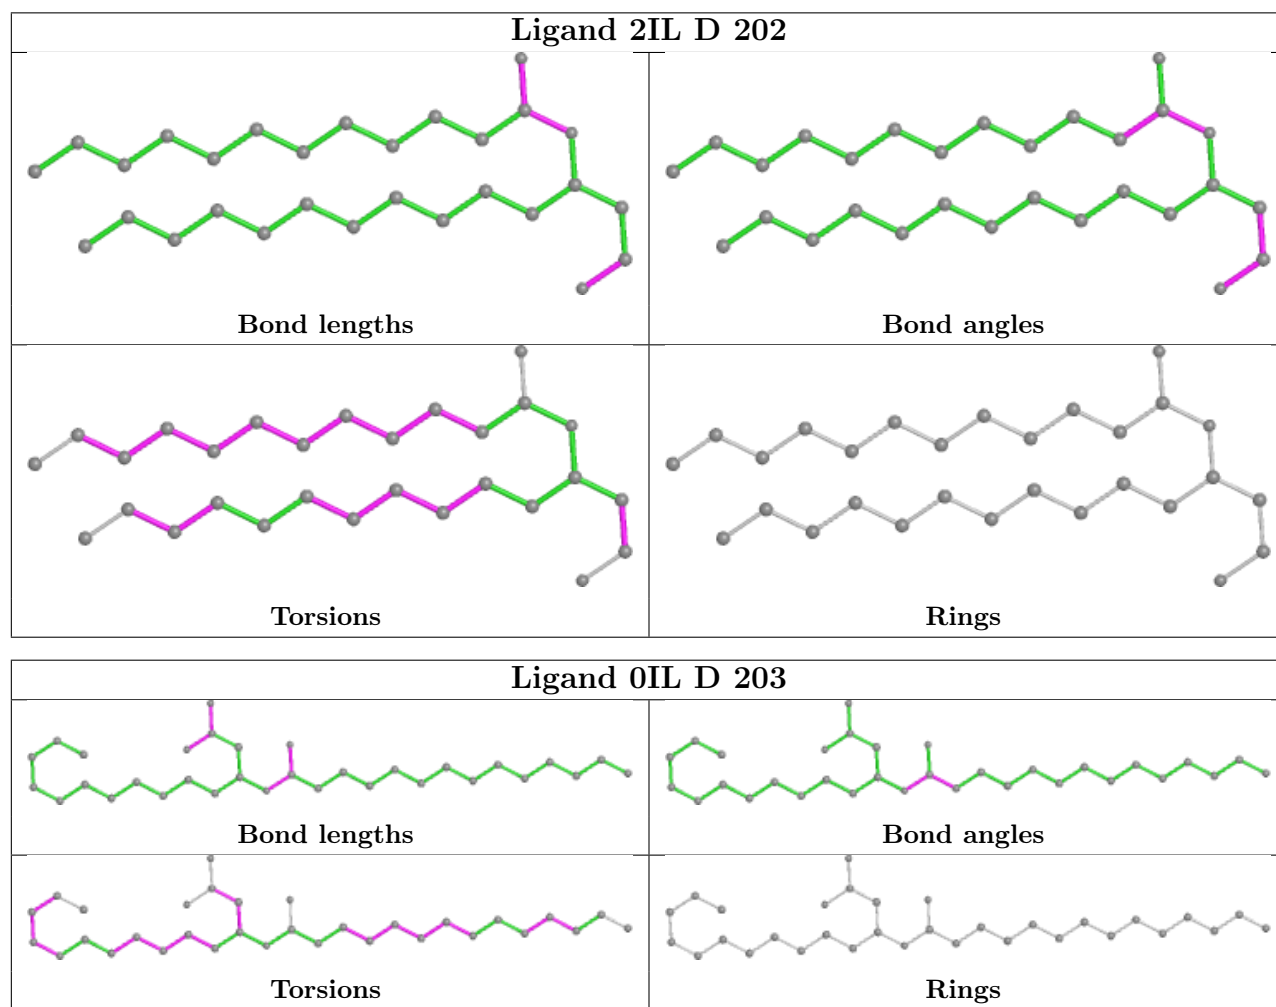 Ligand 2IL D 202
Bond lengths
Bond angles
Torsions
Rings
Ligand 0IL D 203
Bond lengths
Bond angles
Torsions
Rings